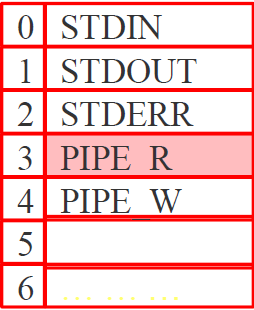 0 STDIN
1 STDOUT
2 STDERR
3 PIPE_R
4 PIPE_W
5
6 ... ... ...